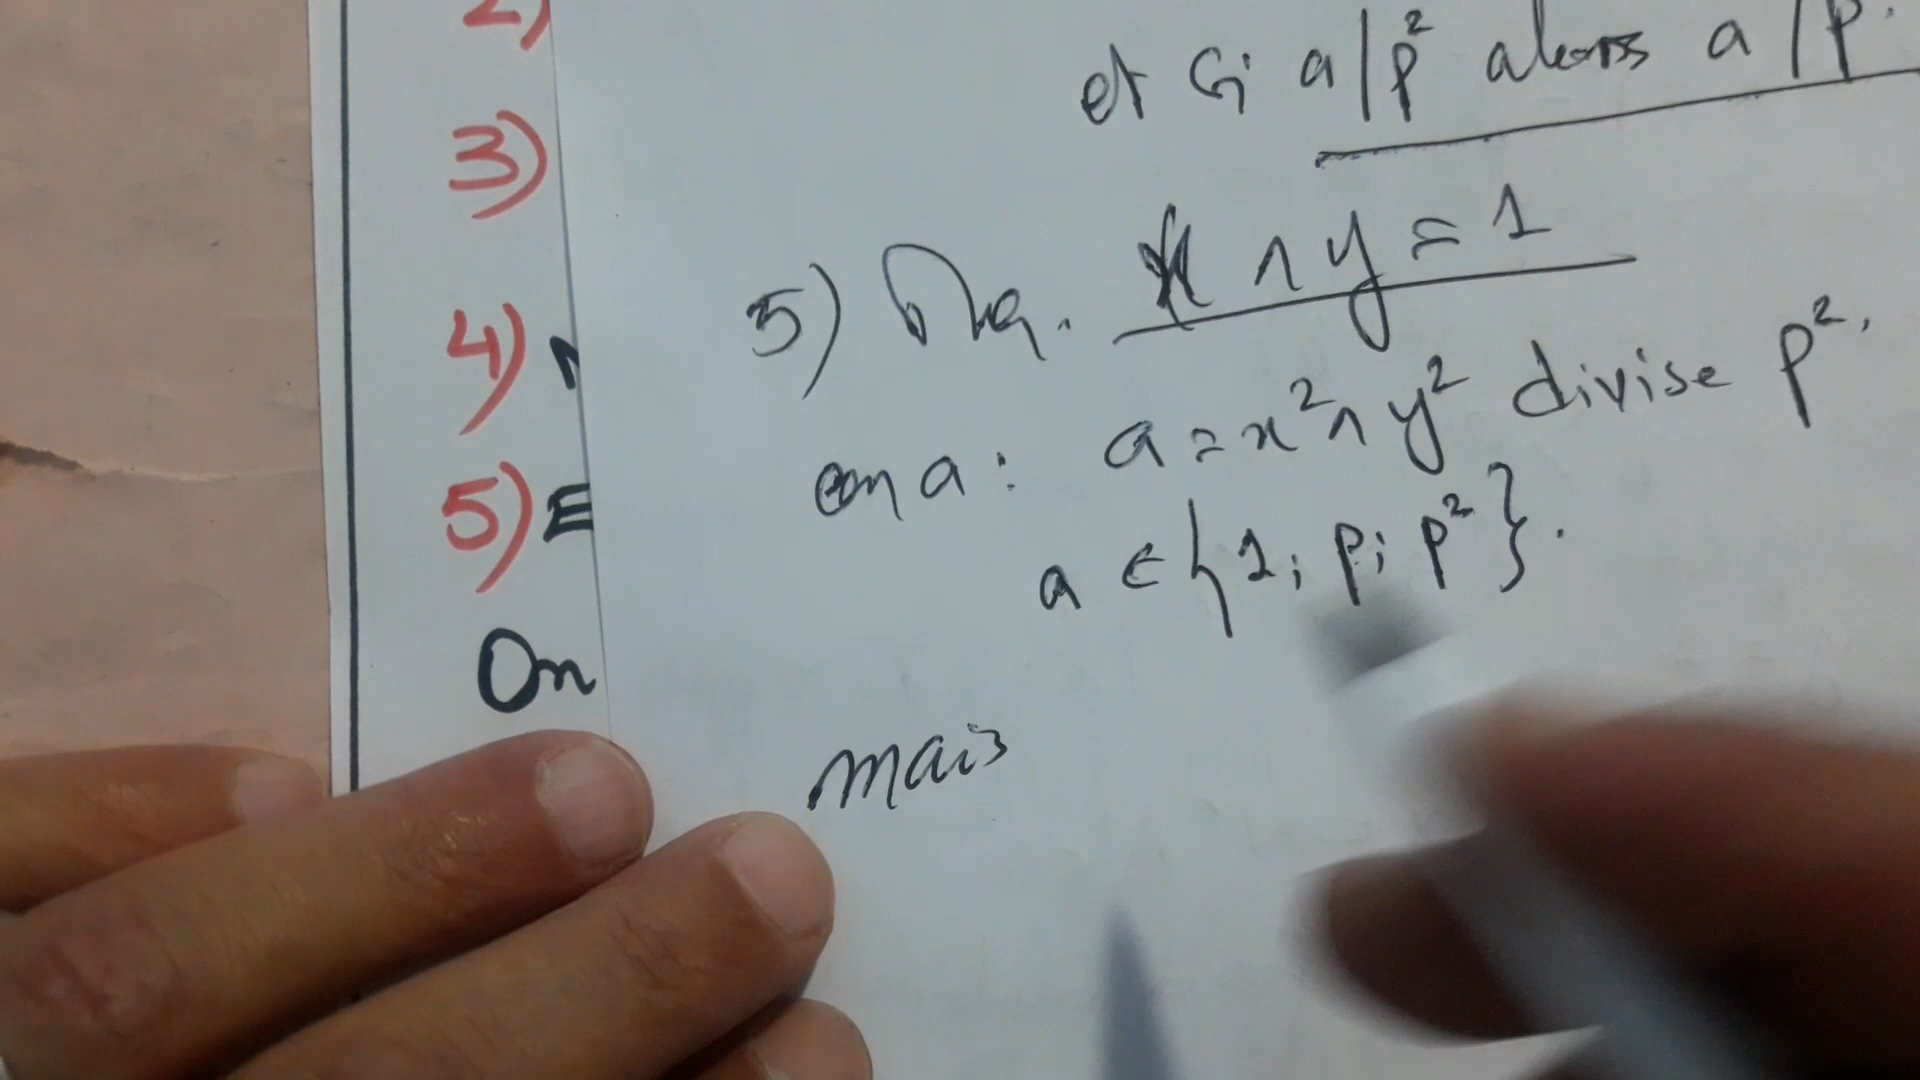 2)
et Si a/p² alors a/p.
3)
5) Mq. x ∧ y = 1
4)
on a : a = x² ∧ y² divise p².
5) E
a ∈ {1; p; p²}.
On
mais